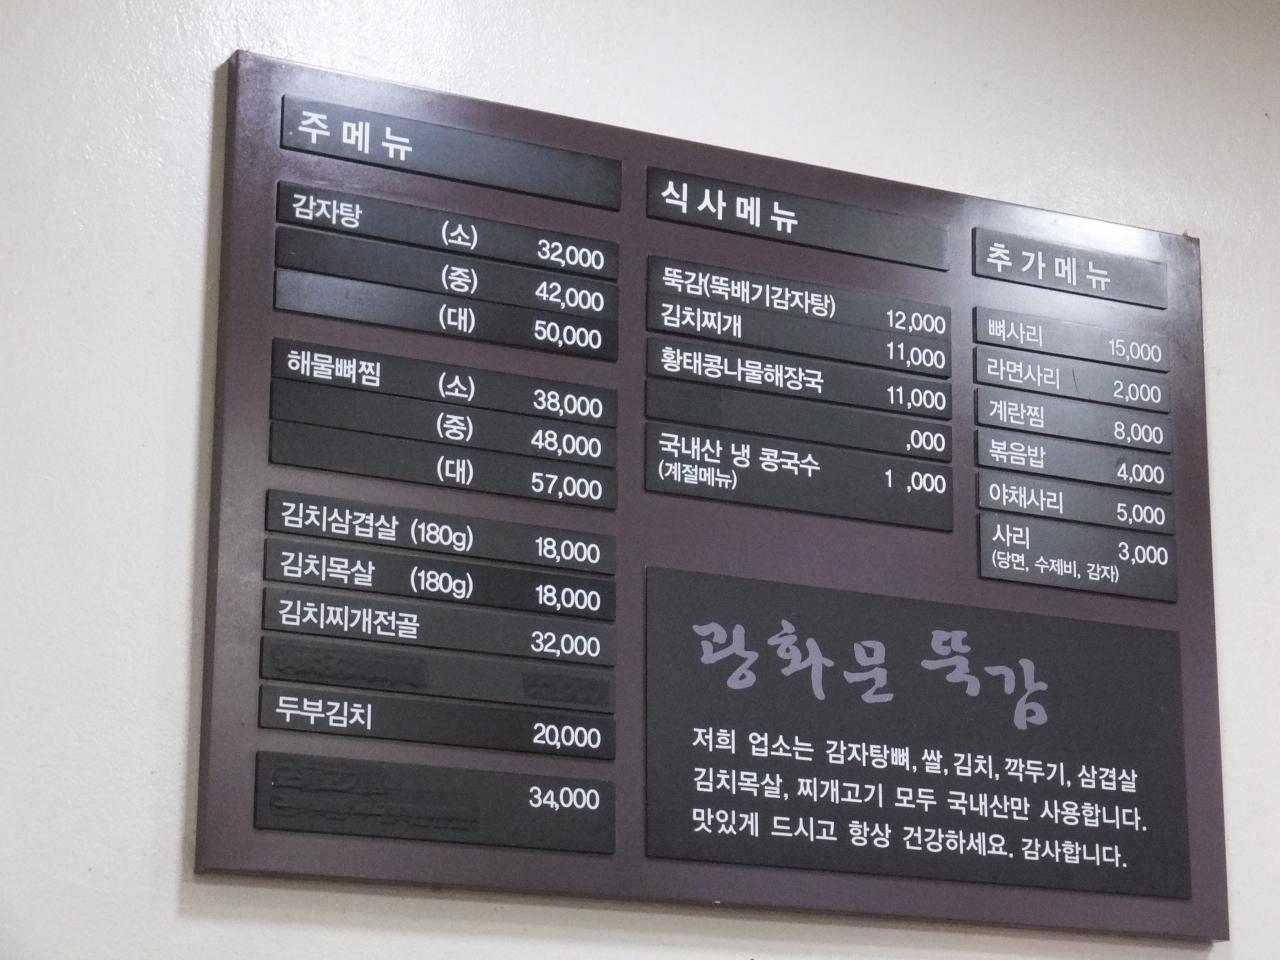 주메뉴
감자탕 (소) 32,000
(중) 42,000
(대) 50,000
해물뼈찜 (소) 38,000
(중) 48,000
(대) 57,000
김치삼겹살 (180g) 18,000
김치목살 (180g) 18,000
김치찌개전골 32,000
두부김치 20,000
34,000
식사메뉴
뚝감(뚝배기감자탕) 12,000
김치찌개 11,000
황태콩나물해장국 11,000
,000
국내산 냉 콩국수 1 ,000
(계절메뉴)
추가메뉴
뼈사리 15,000
라면사리 2,000
계란찜 8,000
볶음밥 4,000
야채사리 5,000
사리 3,000
(당면, 수제비, 감자)
광화문 뚝감
저희 업소는 감자탕뼈, 쌀, 김치, 깍두기, 삼겹살
김치목살, 찌개고기 모두 국내산만 사용합니다.
맛있게 드시고 항상 건강하세요. 감사합니다.